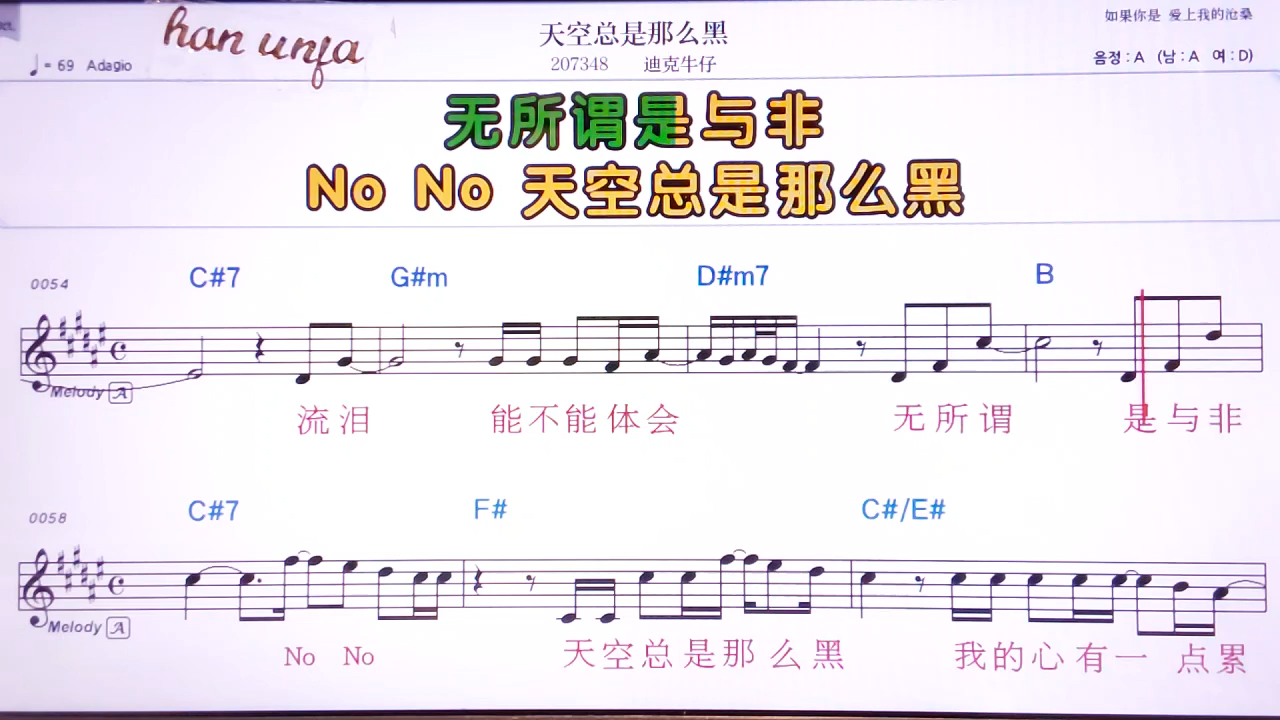 han unfa
♩= 69 Adagio
天空总是那么黑
207348 迪克牛仔
如果你是 爱上我的沧桑
음정 : A (남 : A 여 : D)
无所谓是与非
No No 天空总是那么黑
0054
C#7 G#m D#m7 B
Melody A
流泪 能不能体会 无所谓 是与非
0058
C#7 F# C#/E#
Melody A
No No 天空总是那么黑 我的心有一点累